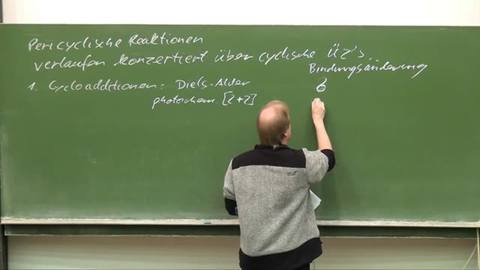 Pericyclische Reaktionen
verlaufen konzertiert über cyclische ÜZ's.
Bindungsänderung
1. Cycloadditionen: Diels-Alder 6
photochem [2+2]